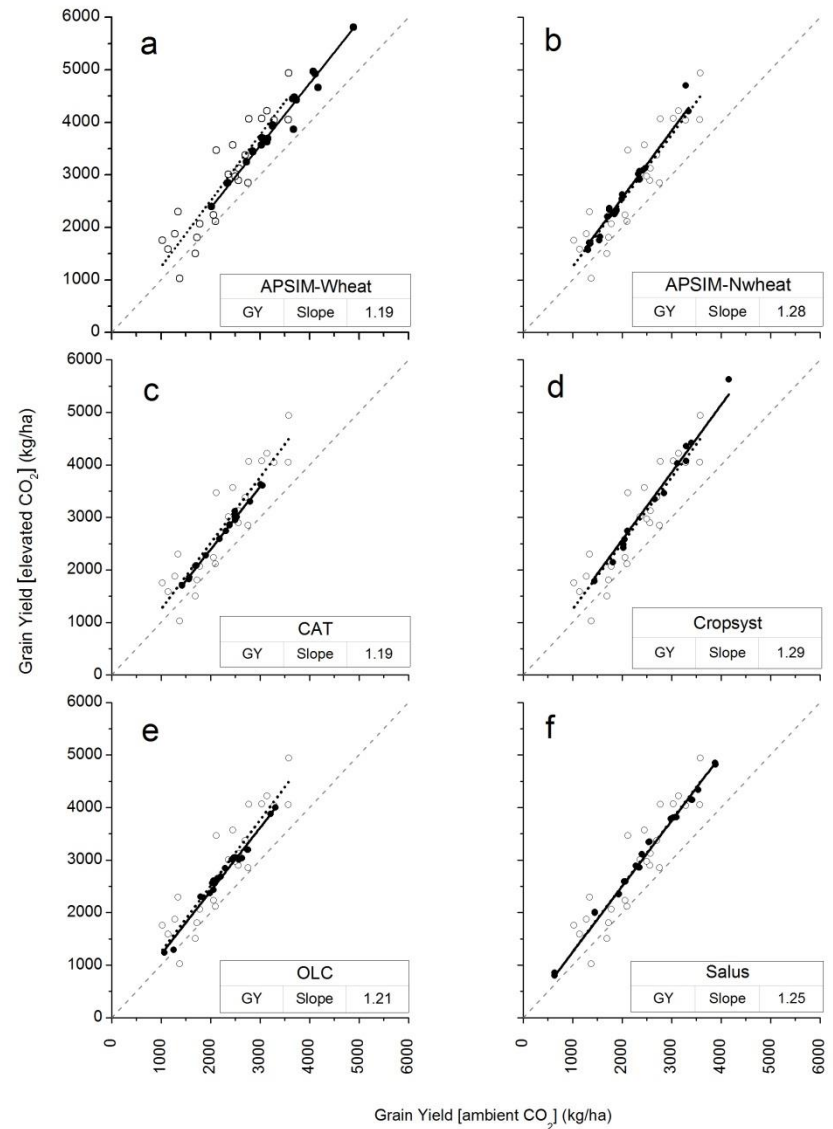 Grain Yield [elevated CO2] (kg/ha)
6000
5000
4000
3000
2000
1000
0
a
APSIM-Wheat
GY Slope 1.19
b
APSIM-Nwheat
GY Slope 1.28
6000
5000
4000
3000
2000
1000
0
c
CAT
GY Slope 1.19
d
Cropsyst
GY Slope 1.29
6000
5000
4000
3000
2000
1000
0
e
OLC
GY Slope 1.21
f
Salus
GY Slope 1.25
0 1000 2000 3000 4000 5000 6000
0 1000 2000 3000 4000 5000 6000
Grain Yield [ambient CO2] (kg/ha)